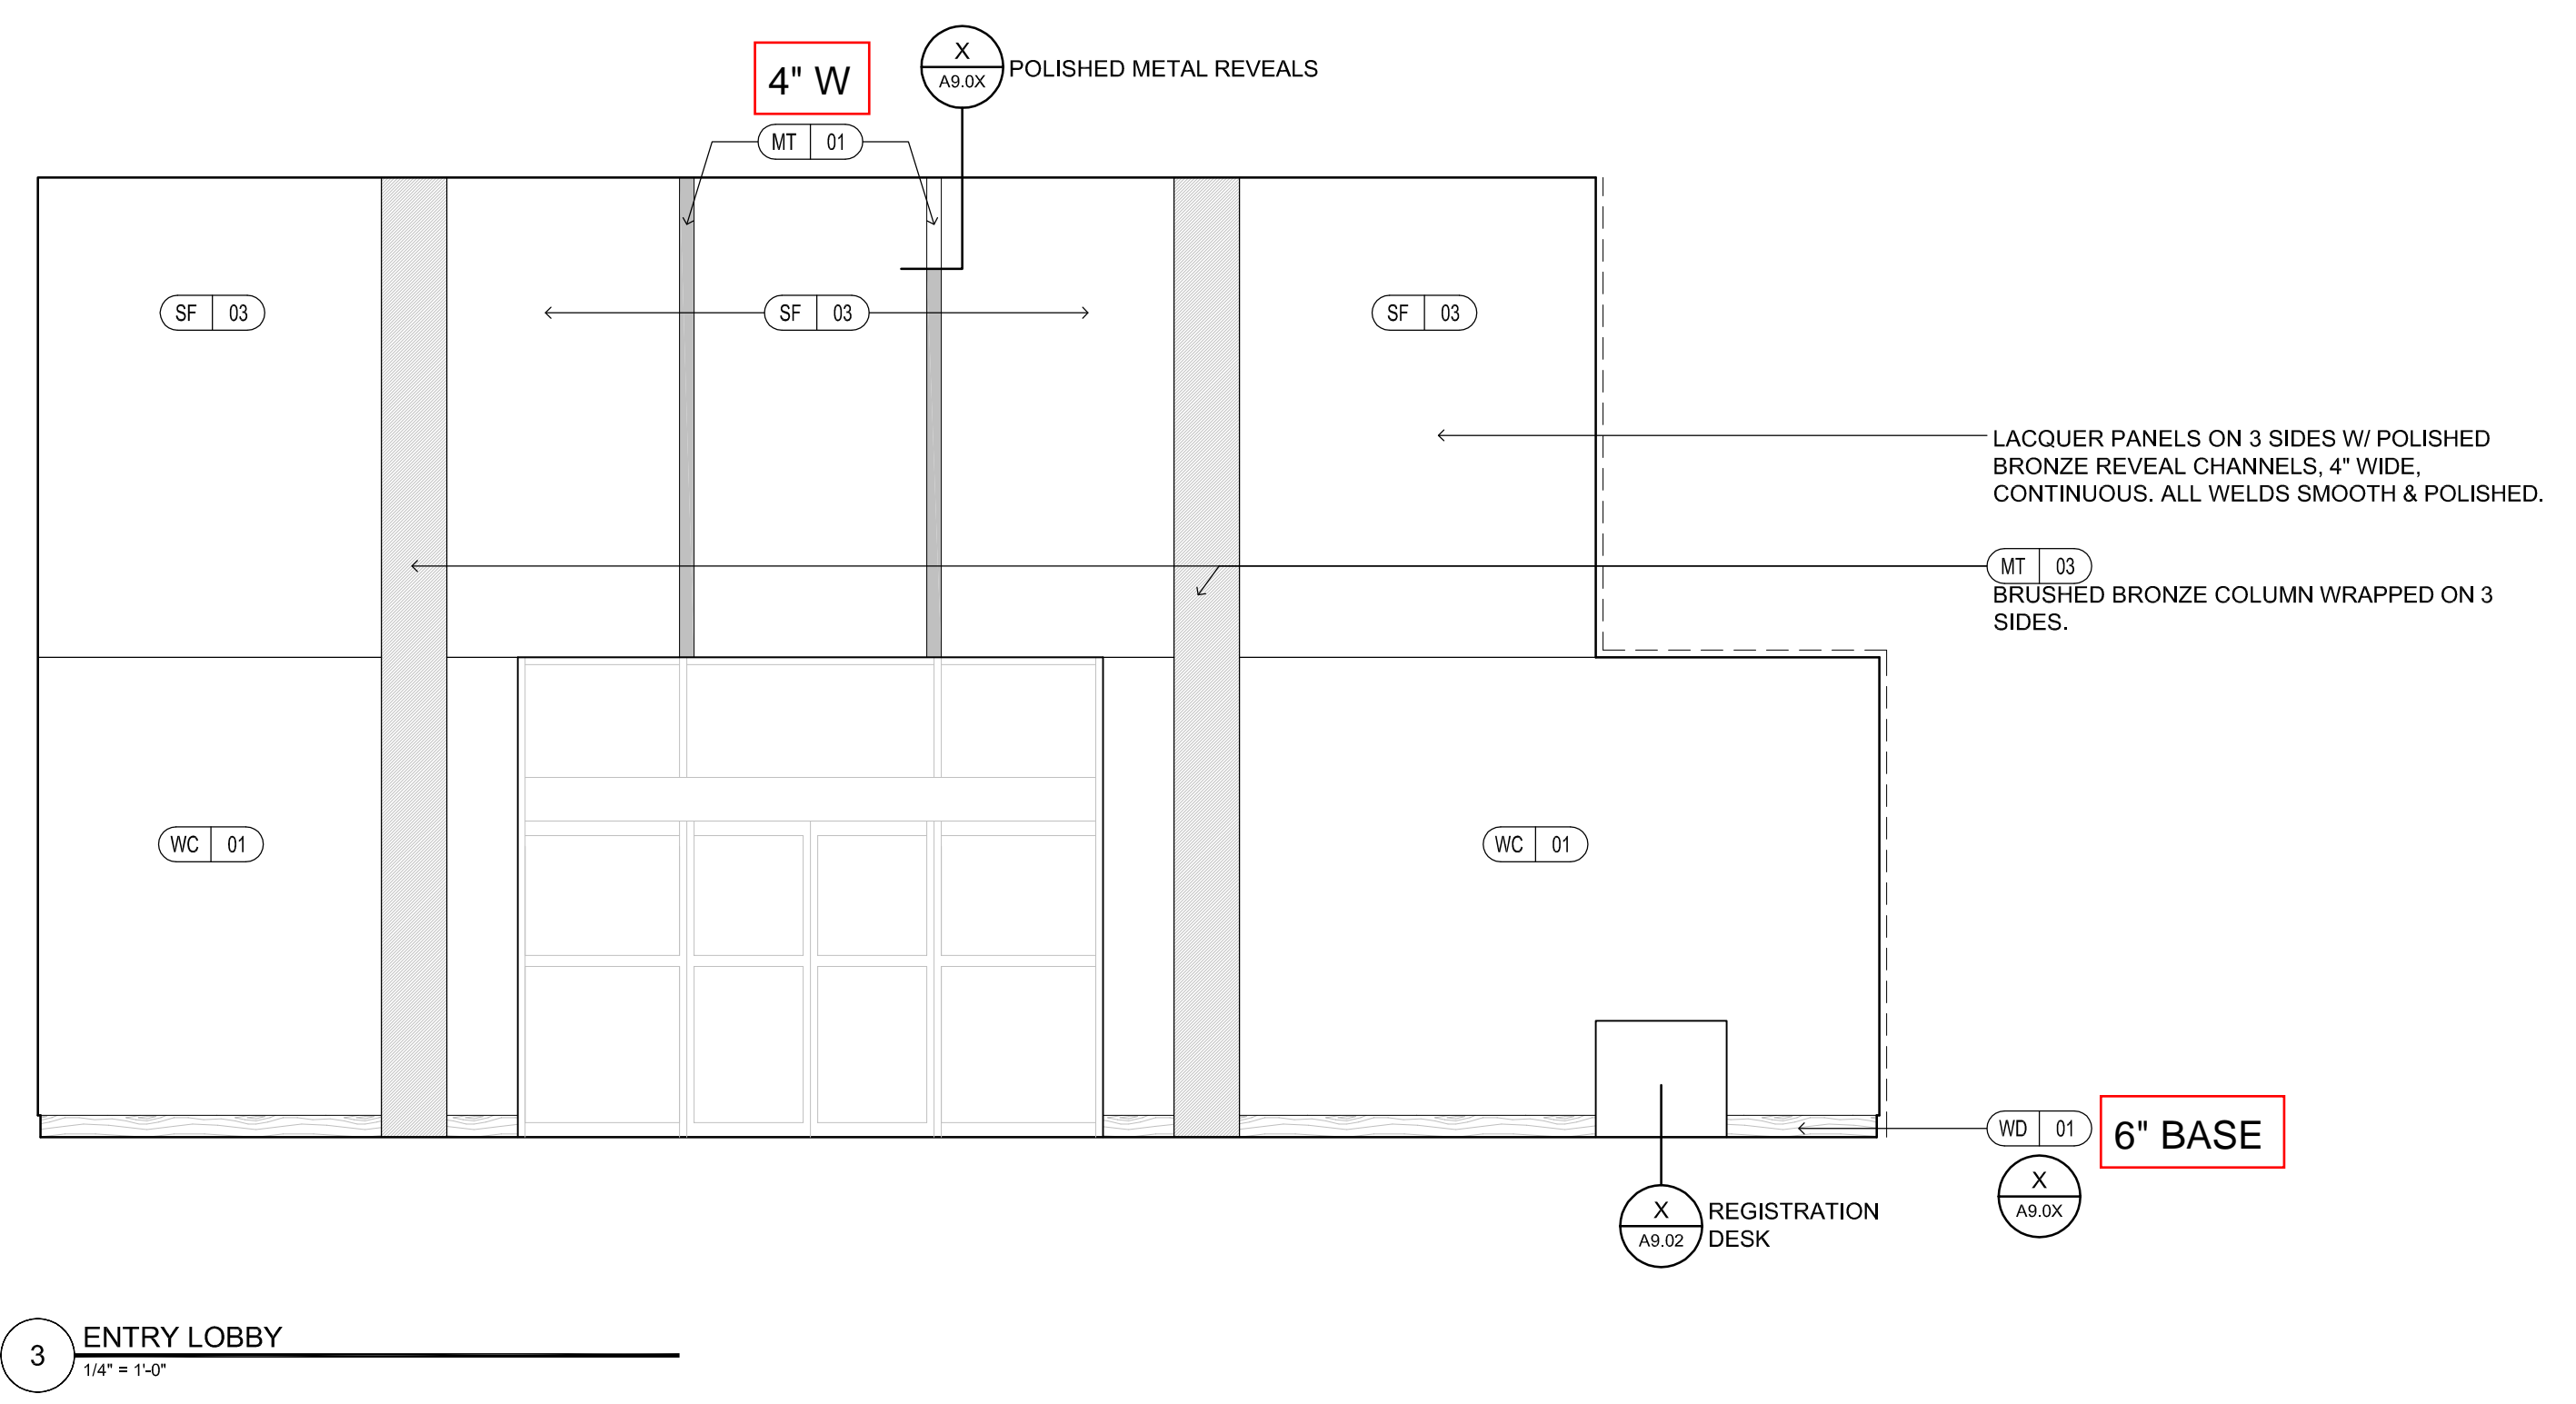 4" W
X
A9.0X
POLISHED METAL REVEALS
MT 01
SF 03
SF 03
SF 03
LACQUER PANELS ON 3 SIDES W/ POLISHED
BRONZE REVEAL CHANNELS, 4" WIDE,
CONTINUOUS. ALL WELDS SMOOTH & POLISHED.
MT 03
BRUSHED BRONZE COLUMN WRAPPED ON 3
SIDES.
WC 01
WC 01
WD 01
6" BASE
X
A9.0X
X
A9.02
REGISTRATION
DESK
3
ENTRY LOBBY
1/4" = 1'-0"